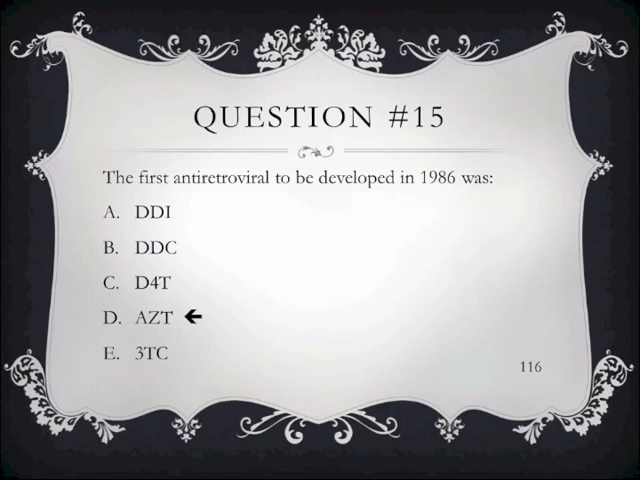 QUESTION #15
The first antiretroviral to be developed in 1986 was:
A. DDI
B. DDC
C. D4T
D. AZT 🡸
E. 3TC
116